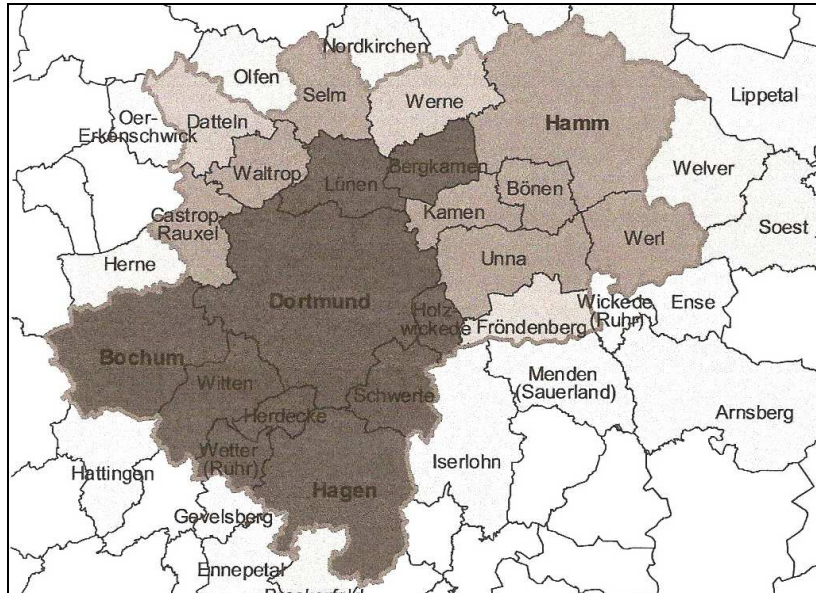 Nordkirchen
Olfen
Selm
Werne
Lippetal
Oer-
Erkenschwick
Datteln
Hamm
Waltrop
Bergkamen
Welver
Lünen
Bönen
Kamen
Castrop-
Rauxel
Soest
Werl
Herne
Unna
Dortmund
Holz-
wickede
Fröndenberg
Wickede
(Ruhr)
Ense
Bochum
Witten
Schwerte
Menden
(Sauerland)
Herdecke
Arnsberg
Wetter
(Ruhr)
Hattingen
Iserlohn
Hagen
Gevelsberg
Ennepetal